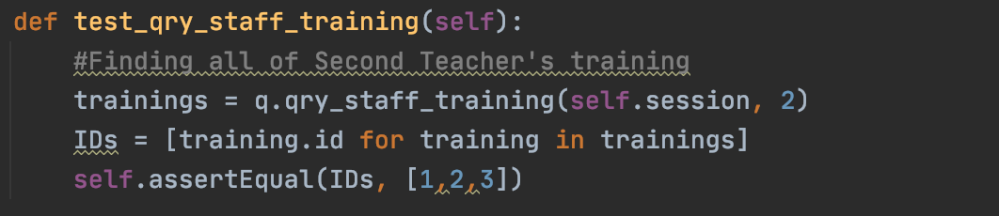 def test_qry_staff_training(self):
    #Finding all of Second Teacher's training
    trainings = q.qry_staff_training(self.session, 2)
    IDs = [training.id for training in trainings]
    self.assertEqual(IDs, [1,2,3])